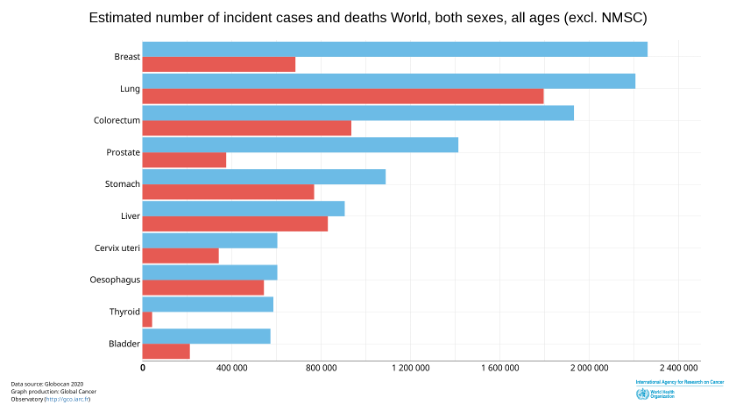 Estimated number of incident cases and deaths World, both sexes, all ages (excl. NMSC)
Breast
Lung
Colorectum
Prostate
Stomach
Liver
Cervix uteri
Oesophagus
Thyroid
Bladder
0 400 000 800 000 1 200 000 1 600 000 2 000 000 2 400 000
Data source: Globocan 2020
Graph production: Global Cancer
Observatory (http://gco.iarc.fr)
International Agency for Research on Cancer
World Health
Organization